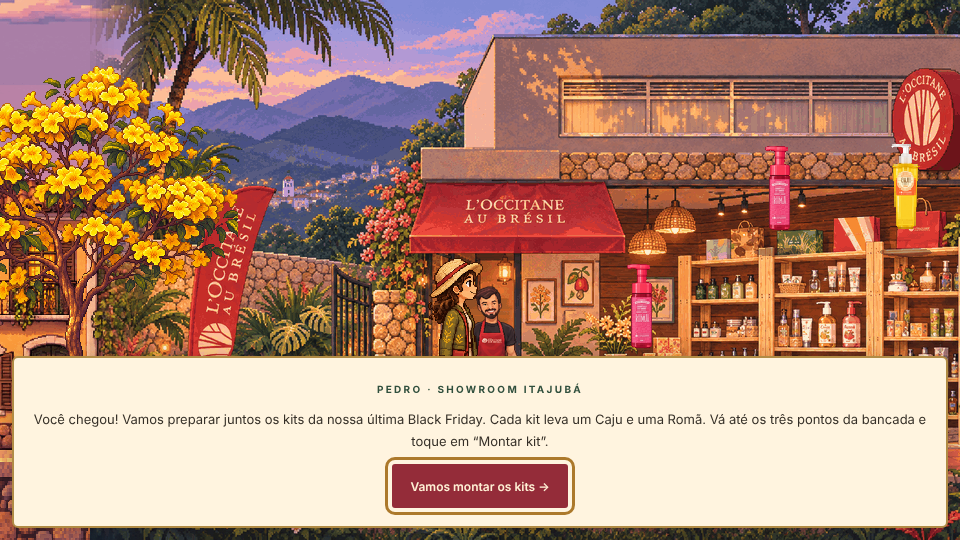 L'OCCITANE
AU BRÉSIL
L'OCCITANE
AU BRÉSIL
L'OCCITANE
AU BRÉSIL
ROMÃ
ROMÃ
PEDRO · SHOWROOM ITAJUBÁ
Você chegou! Vamos preparar juntos os kits da nossa última Black Friday. Cada kit leva um Caju e uma Romã. Vá até os três pontos da bancada e
toque em “Montar kit”.
Vamos montar os kits →